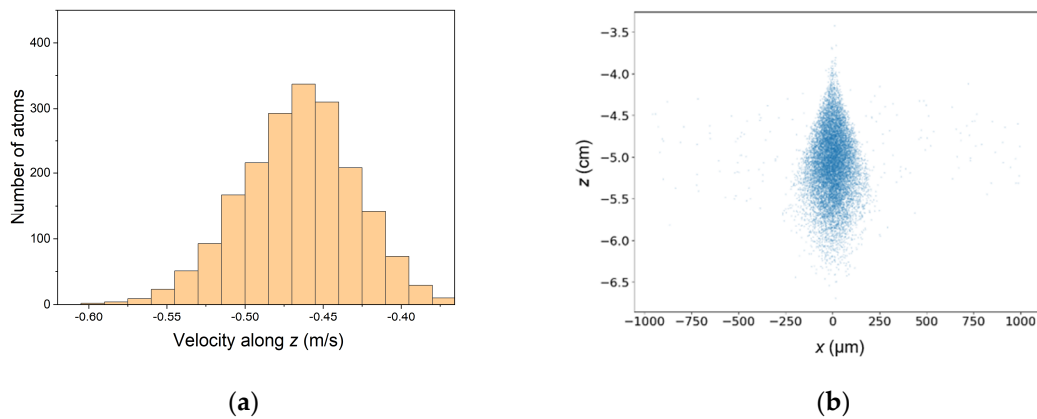 400
300
200
100
0
Number of atoms
-0.60 -0.55 -0.50 -0.45 -0.40
Velocity along z (m/s)
(a)
−3.5
−4.0
−4.5
−5.0
−5.5
−6.0
−6.5
z (cm)
−1000 −750 −500 −250 0 250 500 750 1000
x (μm)
(b)